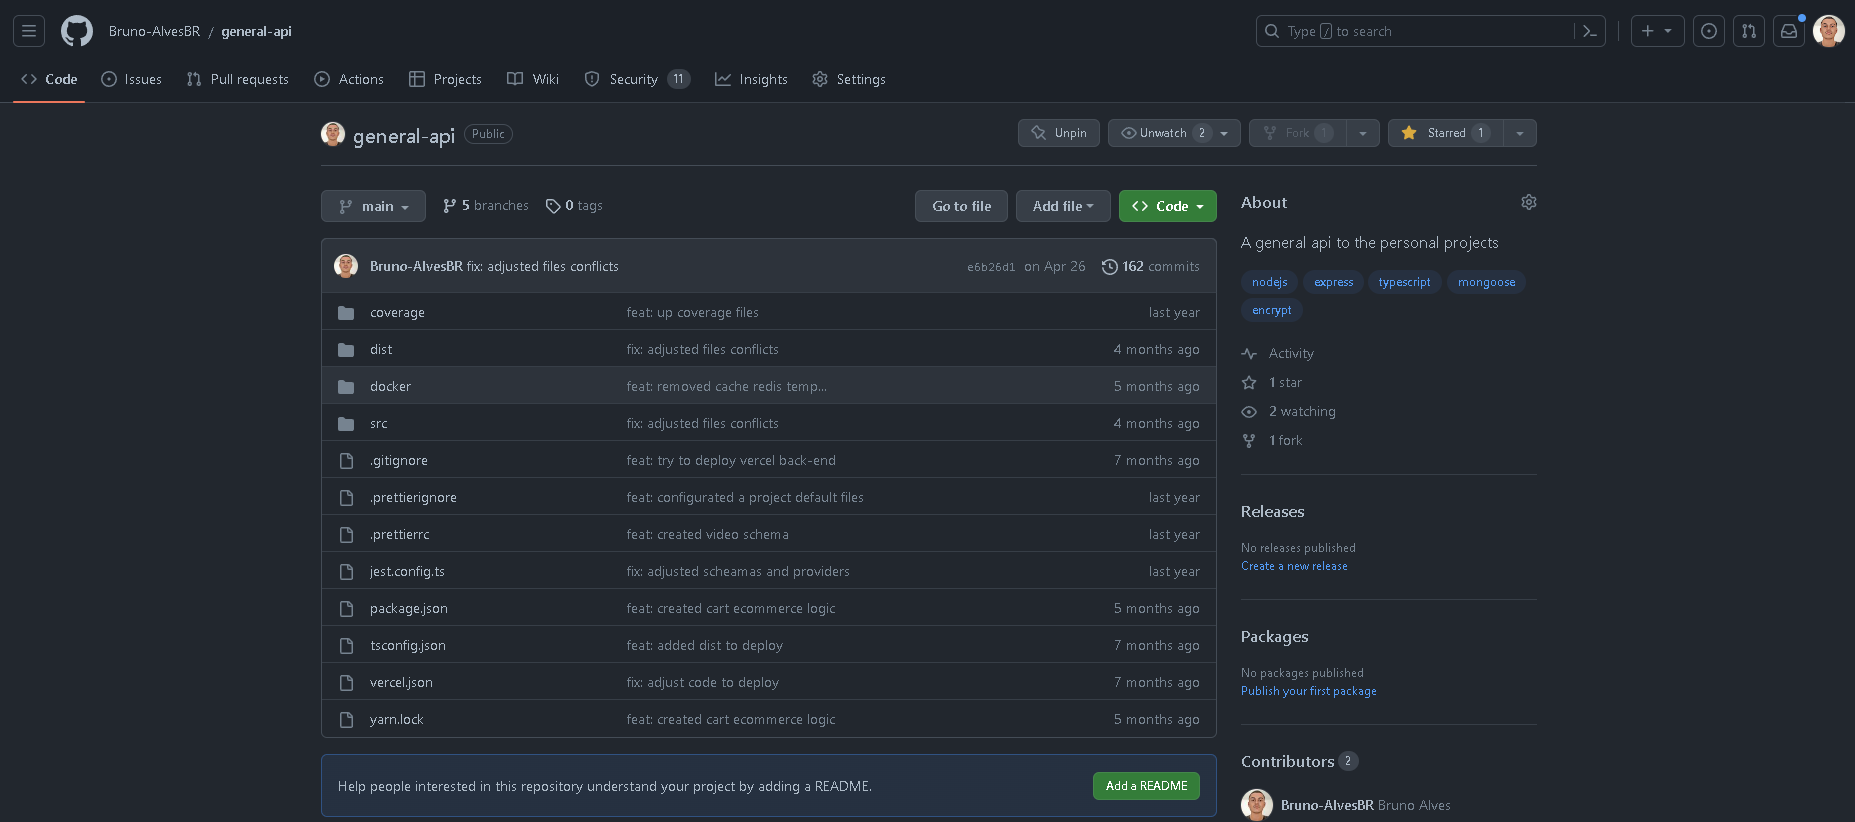 Bruno-AlvesBR / general-api
Type / to search
Code Issues Pull requests Actions Projects Wiki Security 11 Insights Settings
general-api Public
Unpin Unwatch 2 Fork 1 Starred 1
main 5 branches 0 tags
Go to file Add file Code
Bruno-AlvesBR fix: adjusted files conflicts e6b26d1 on Apr 26 162 commits
coverage feat: up coverage files last year
dist fix: adjusted files conflicts 4 months ago
docker feat: removed cache redis temp... 5 months ago
src fix: adjusted files conflicts 4 months ago
.gitignore feat: try to deploy vercel back-end 7 months ago
.prettierignore feat: configurated a project default files last year
.prettierrc feat: created video schema last year
jest.config.ts fix: adjusted scheamas and providers last year
package.json feat: created cart ecommerce logic 5 months ago
tsconfig.json feat: added dist to deploy 7 months ago
vercel.json fix: adjust code to deploy 7 months ago
yarn.lock feat: created cart ecommerce logic 5 months ago
Help people interested in this repository understand your project by adding a README. Add a README
About
A general api to the personal projects
nodejs express typescript mongoose
encrypt
Activity
1 star
2 watching
1 fork
Releases
No releases published
Create a new release
Packages
No packages published
Publish your first package
Contributors 2
Bruno-AlvesBR Bruno Alves